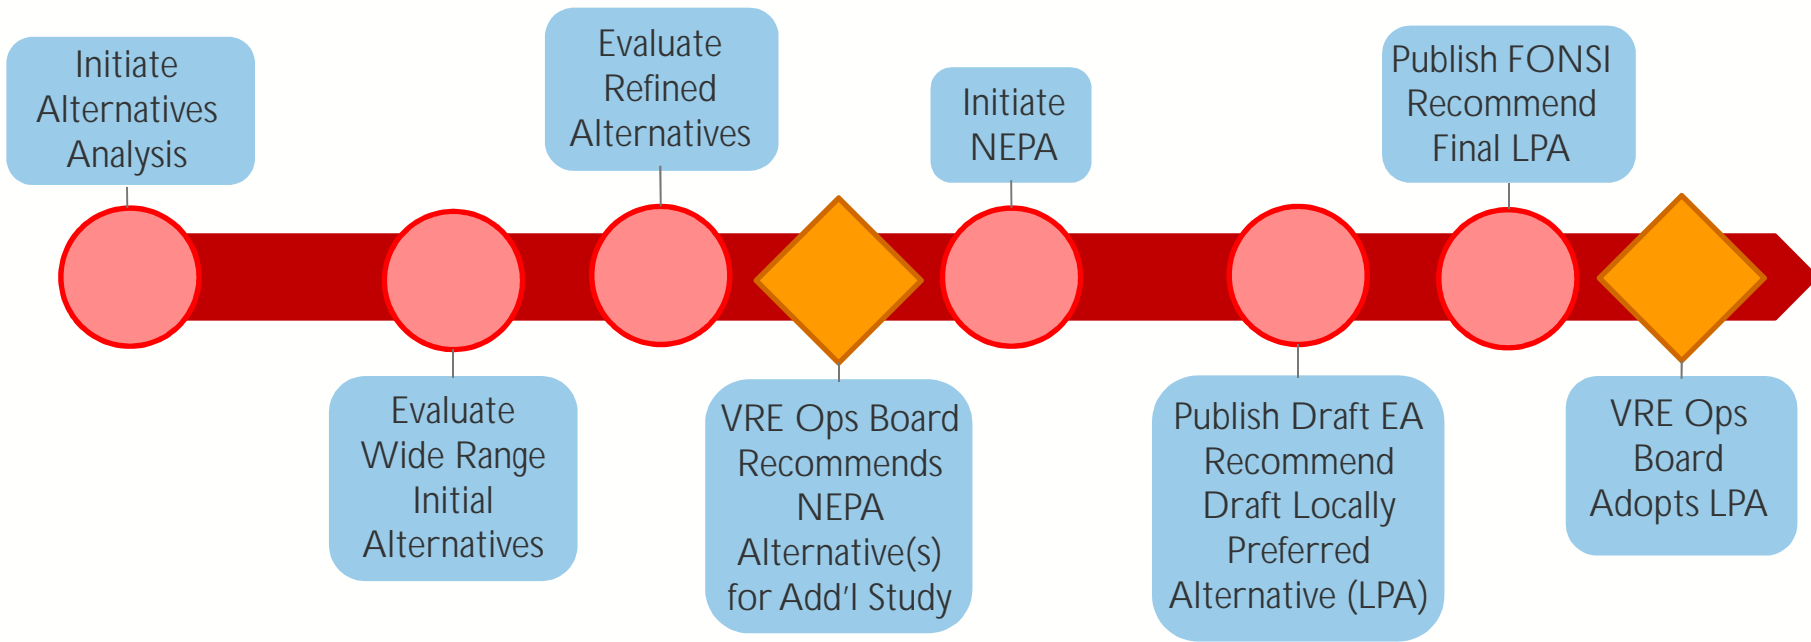 Initiate
Alternatives
Analysis
Evaluate
Wide Range
Initial
Alternatives
Evaluate
Refined
Alternatives
VRE Ops Board
Recommends
NEPA
Alternative(s)
for Add'l Study
Initiate
NEPA
Publish Draft EA
Recommend
Draft Locally
Preferred
Alternative (LPA)
Publish FONSI
Recommend
Final LPA
VRE Ops
Board
Adopts LPA